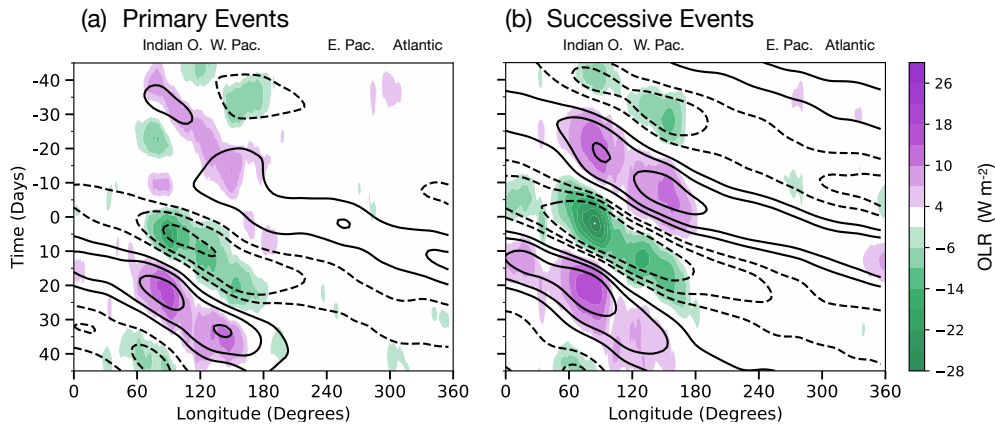 (a) Primary Events
(b) Successive Events
Indian O. W. Pac. E. Pac. Atlantic
Indian O. W. Pac. E. Pac. Atlantic
Time (Days)
−40
−30
−20
−10
0
10
20
30
40
0 60 120 180 240 300 360
Longitude (Degrees)
0 60 120 180 240 300 360
Longitude (Degrees)
26
18
10
4
−6
−14
−22
−28
OLR (W m⁻²)